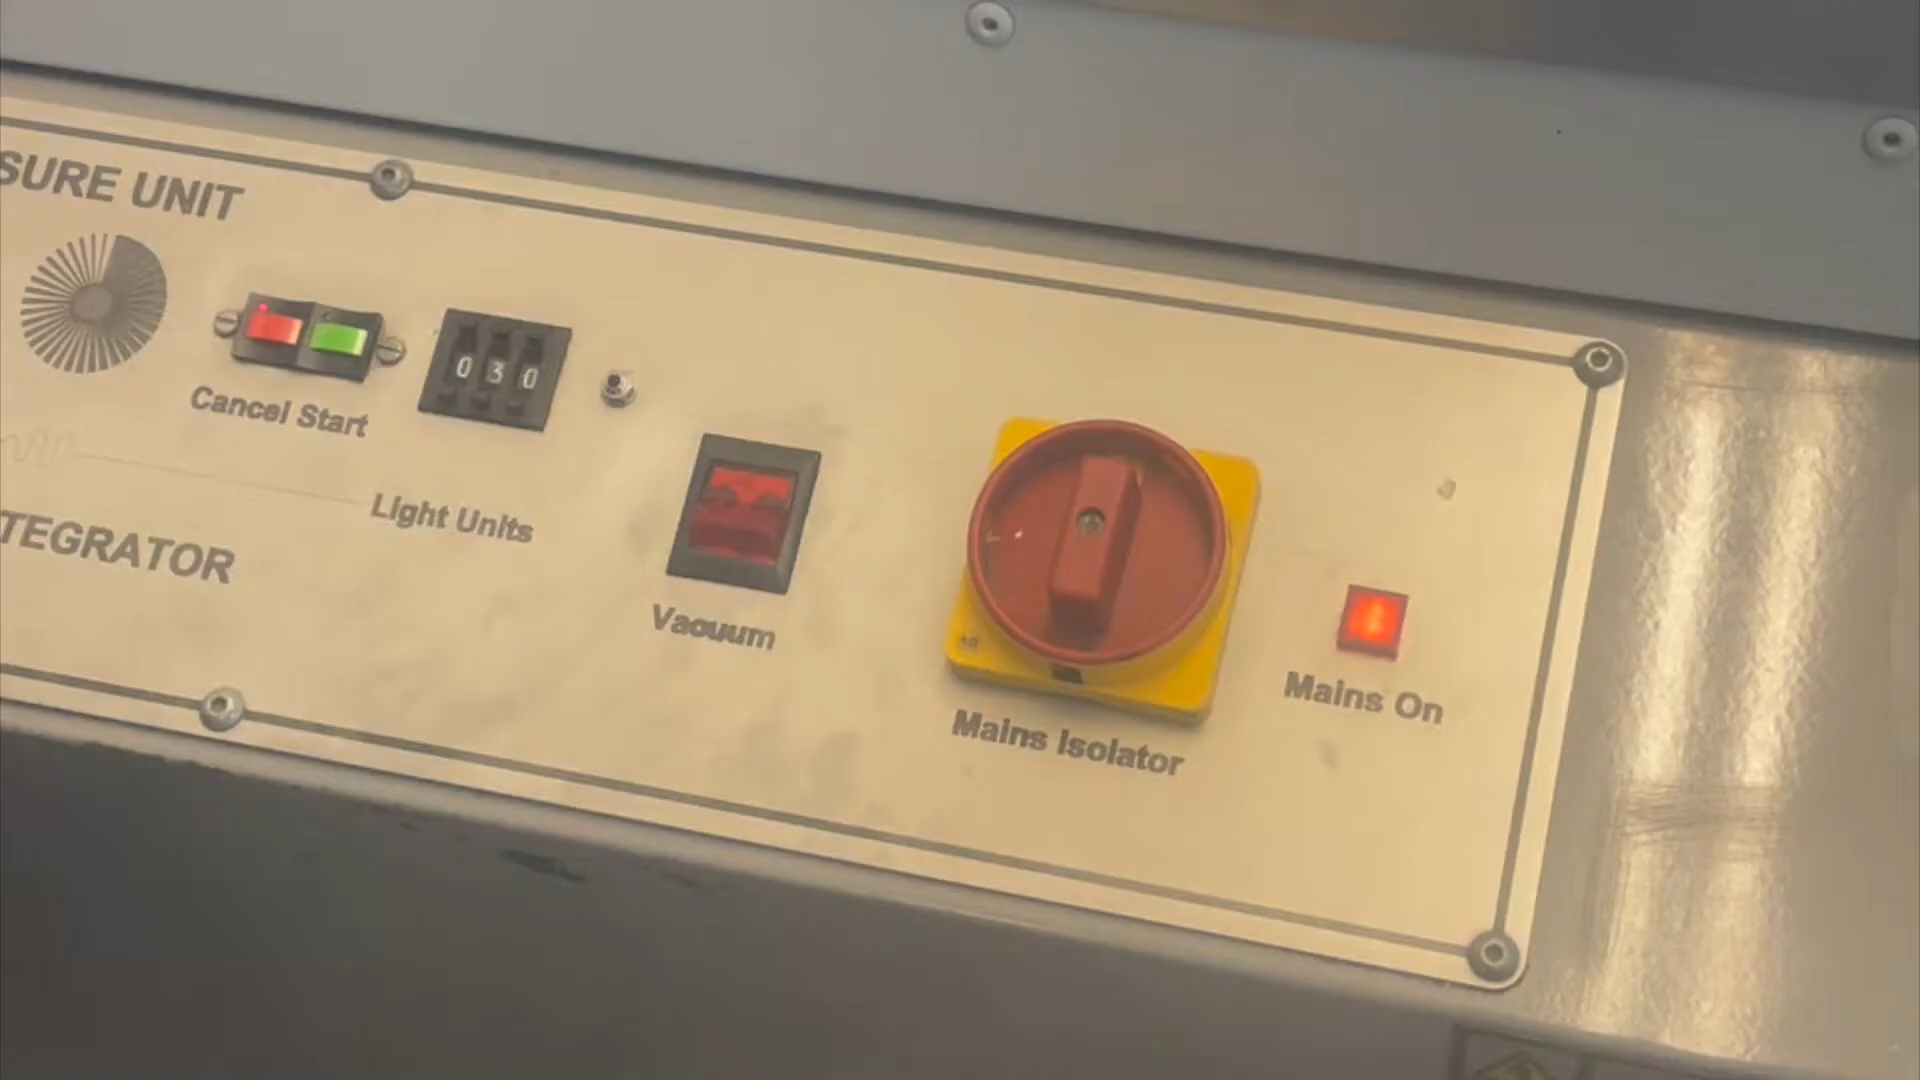 SURE UNIT
Cancel Start
030
Light Units
TEGRATOR
Vacuum
Mains Isolator
Mains On